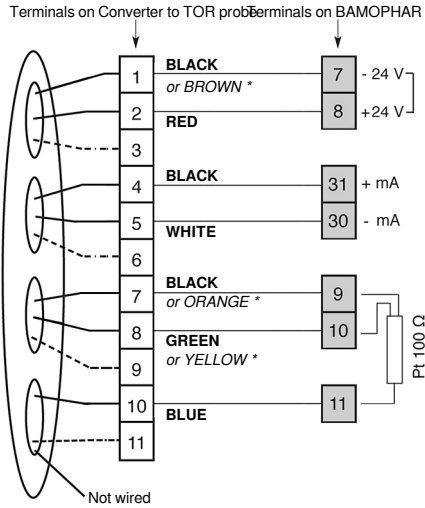 Terminals on Converter to TOR probe Terminals on BAMOPHAR
1 BLACK 7 - 24 V
or BROWN *
2 RED 8 +24 V
3
4 BLACK 31 + mA
5 WHITE 30 - mA
6
7 BLACK 9
or ORANGE *
8 GREEN 10
or YELLOW *
9
Pt 100 Ω
10 BLUE 11
11
Not wired